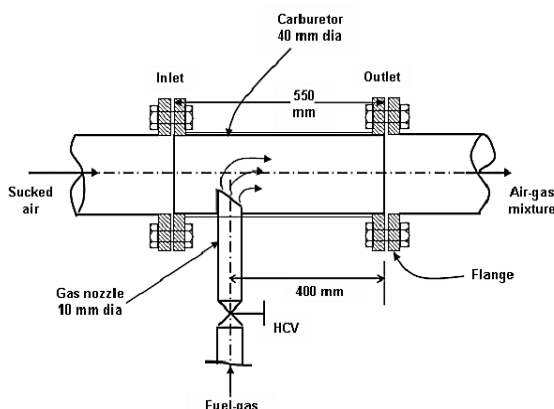 Carburetor
40 mm dia
Inlet
Outlet
550
mm
Sucked
air
Air-gas
mixture
Gas nozzle
10 mm dia
400 mm
Flange
HCV
Fuel-gas